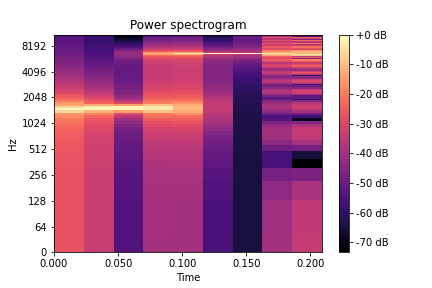 Power spectrogram
8192
4096
2048
1024
512
256
128
64
0
Hz
0.000 0.050 0.100 0.150 0.200
Time
+0 dB
-10 dB
-20 dB
-30 dB
-40 dB
-50 dB
-60 dB
-70 dB